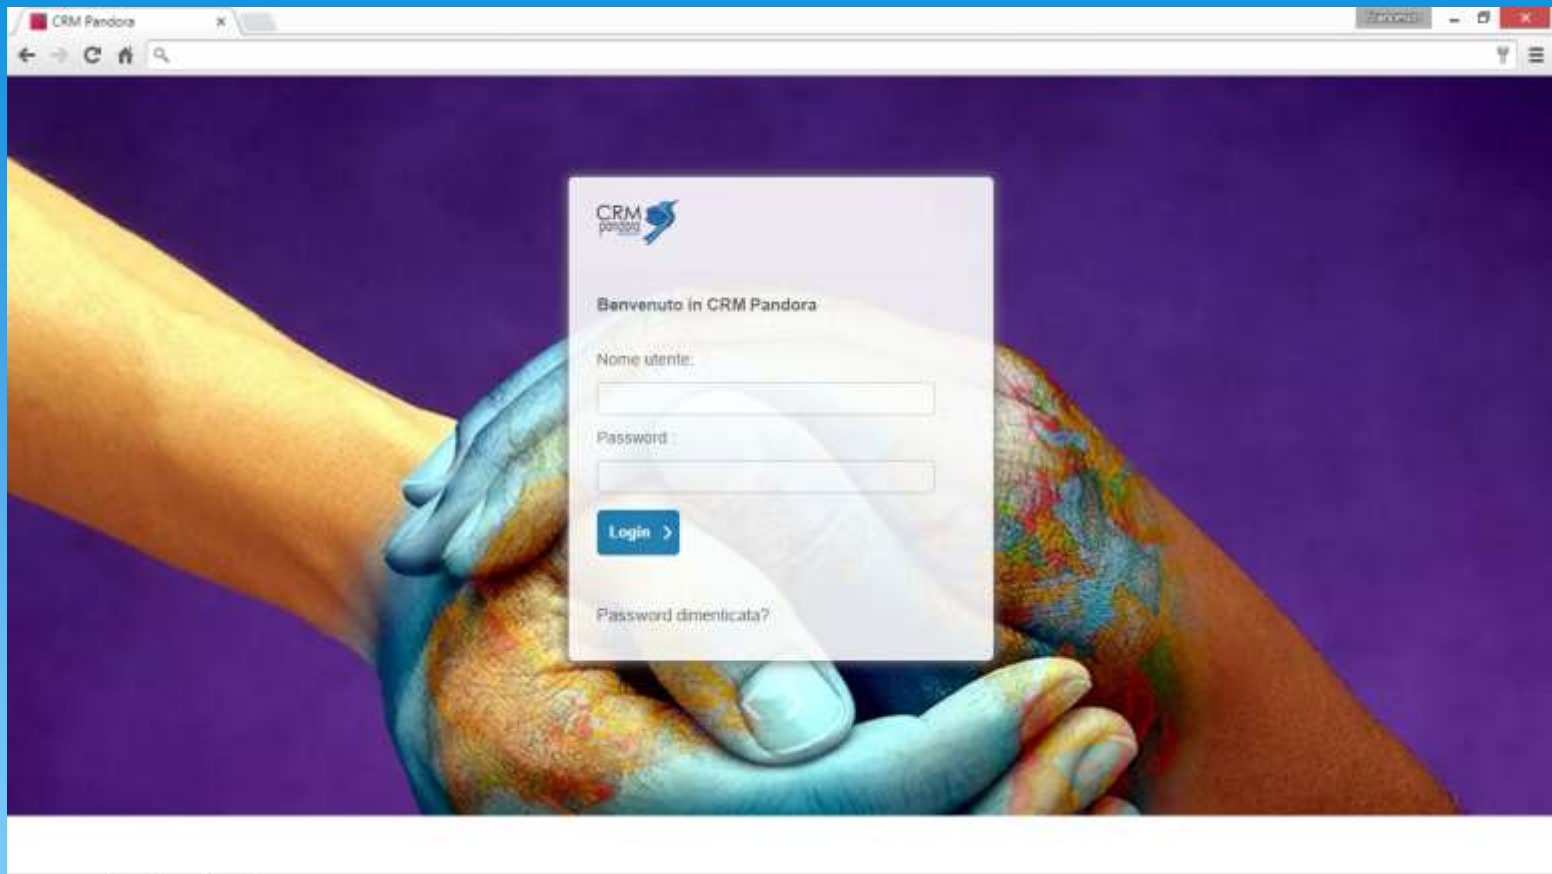 CRM Pandora
CRM
pandora
Benvenuto in CRM Pandora
Nome utente:
Password :
Login
Password dimenticata?